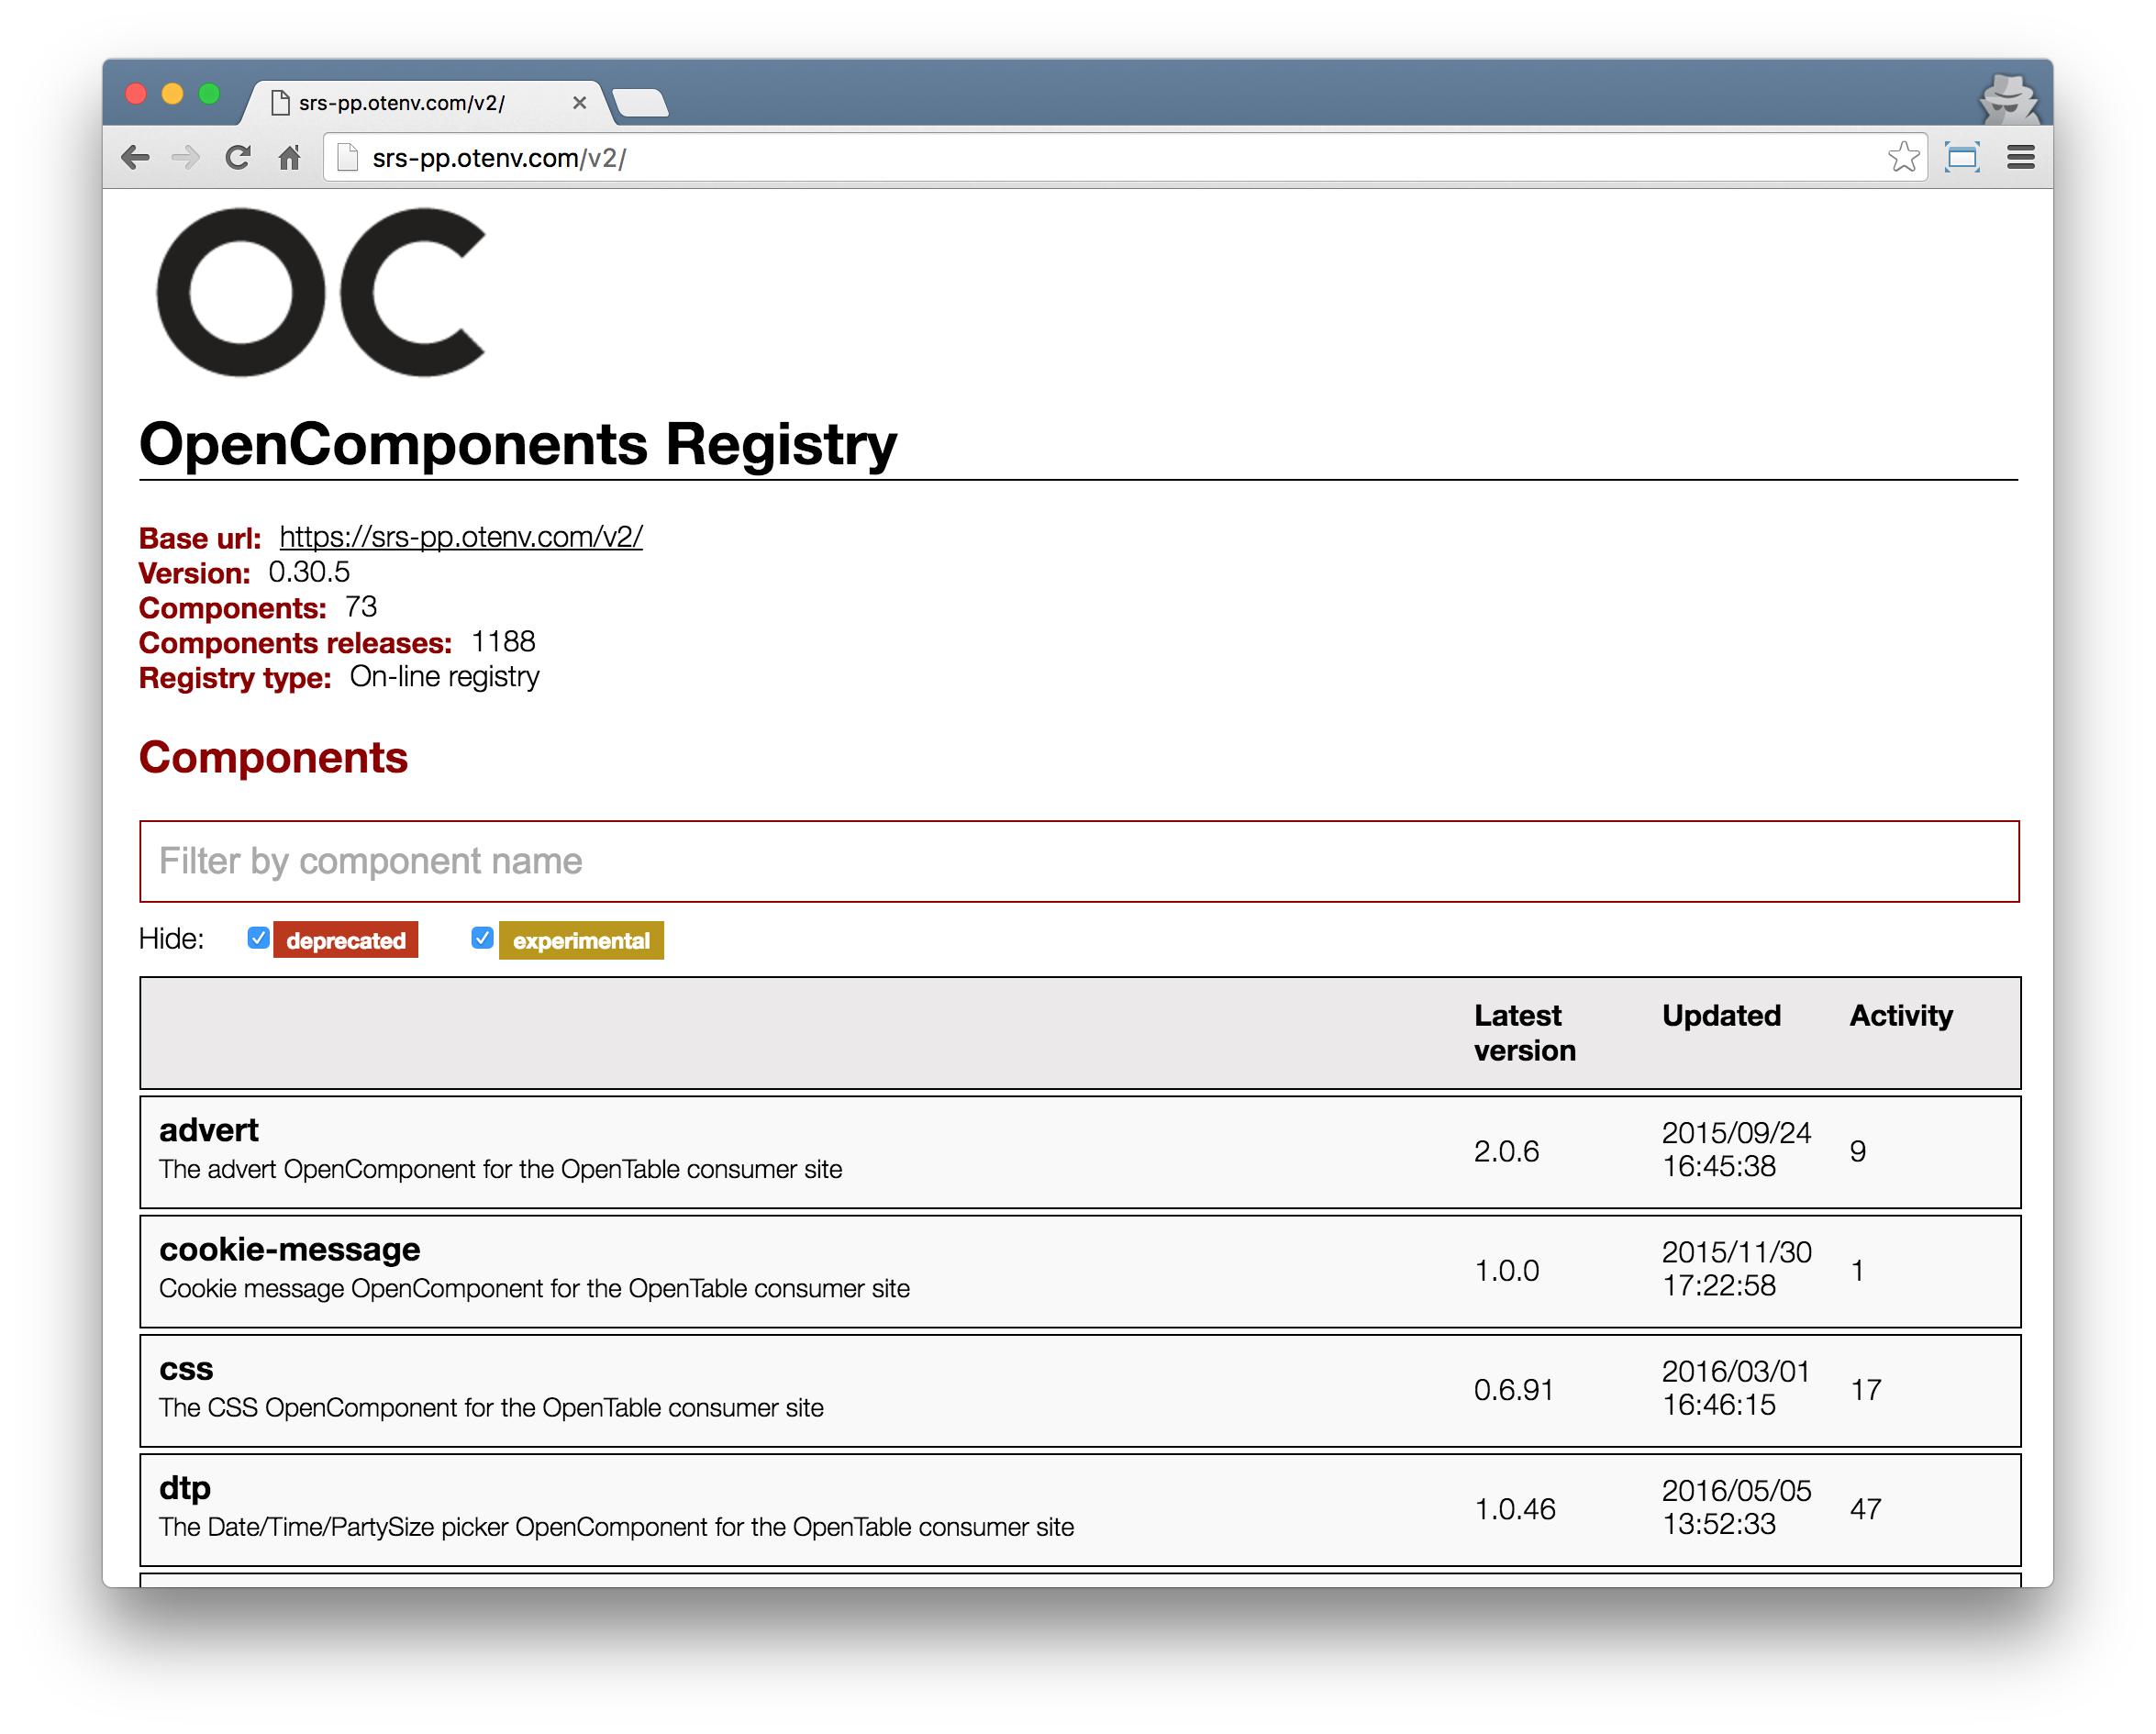 srs-pp.otenv.com/v2/
srs-pp.otenv.com/v2/
OC
OpenComponents Registry
Base url: https://srs-pp.otenv.com/v2/
Version: 0.30.5
Components: 73
Components releases: 1188
Registry type: On-line registry
Components
Filter by component name
Hide: deprecated experimental
Latest version Updated Activity
advert
The advert OpenComponent for the OpenTable consumer site
2.0.6
2015/09/24
16:45:38
9
cookie-message
Cookie message OpenComponent for the OpenTable consumer site
1.0.0
2015/11/30
17:22:58
1
css
The CSS OpenComponent for the OpenTable consumer site
0.6.91
2016/03/01
16:46:15
17
dtp
The Date/Time/PartySize picker OpenComponent for the OpenTable consumer site
1.0.46
2016/05/05
13:52:33
47